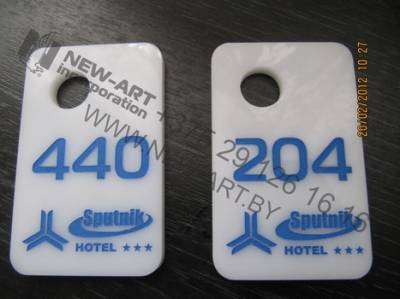 NEW-ART
incorporation
+375 29 126 16 16
WWW.NEW-ART.BY
440
Sputnik
HOTEL ★★★
204
Sputnik
HOTEL ★★★
20/02/2012 10:27